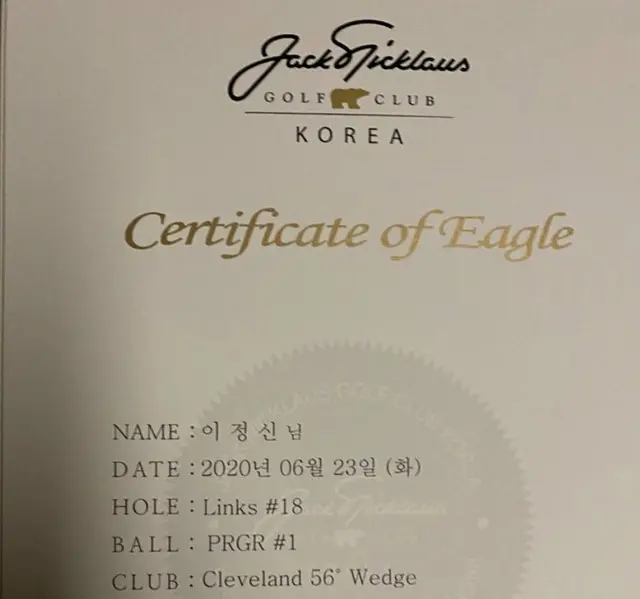 Jack Nicklaus
GOLF CLUB
KOREA
Certificate of Eagle
NAME : 이 정 신 님
DATE : 2020년 06월 23일 (화)
HOLE : Links #18
BALL : PRGR #1
CLUB : Cleveland 56° Wedge